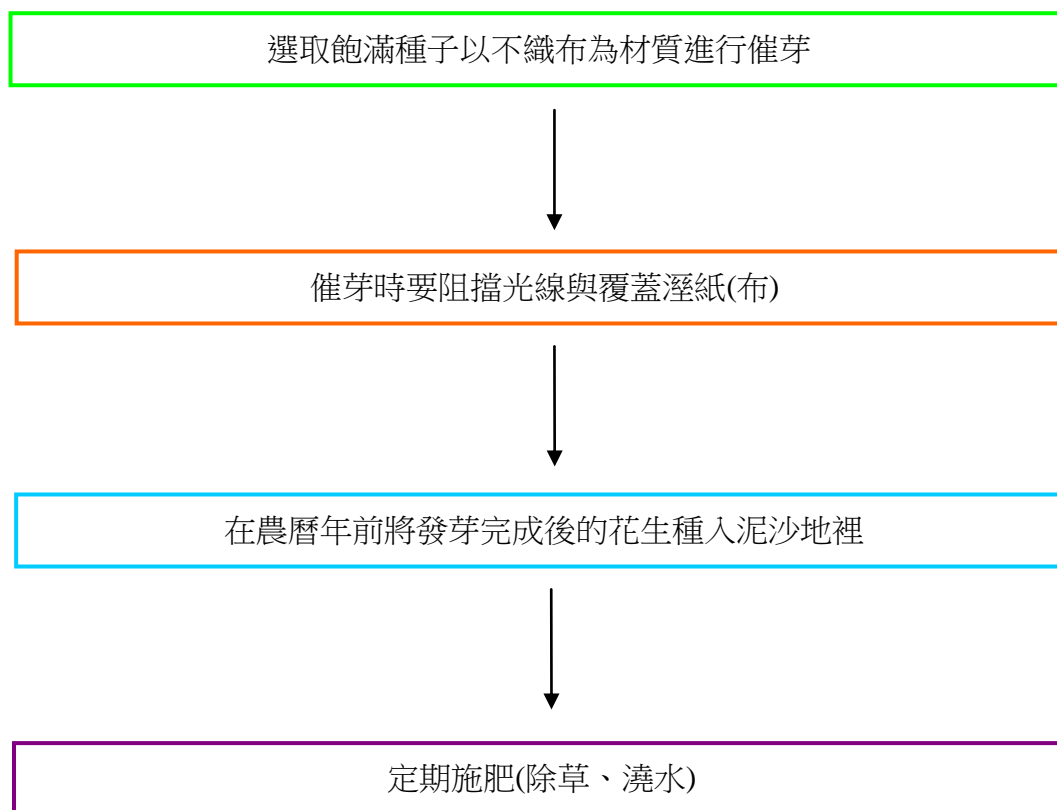 選取飽滿種子以不織布為材質進行催芽
催芽時要阻擋光線與覆蓋溼紙(布)
在農曆年前將發芽完成後的花生種入泥沙地裡
定期施肥(除草、澆水)